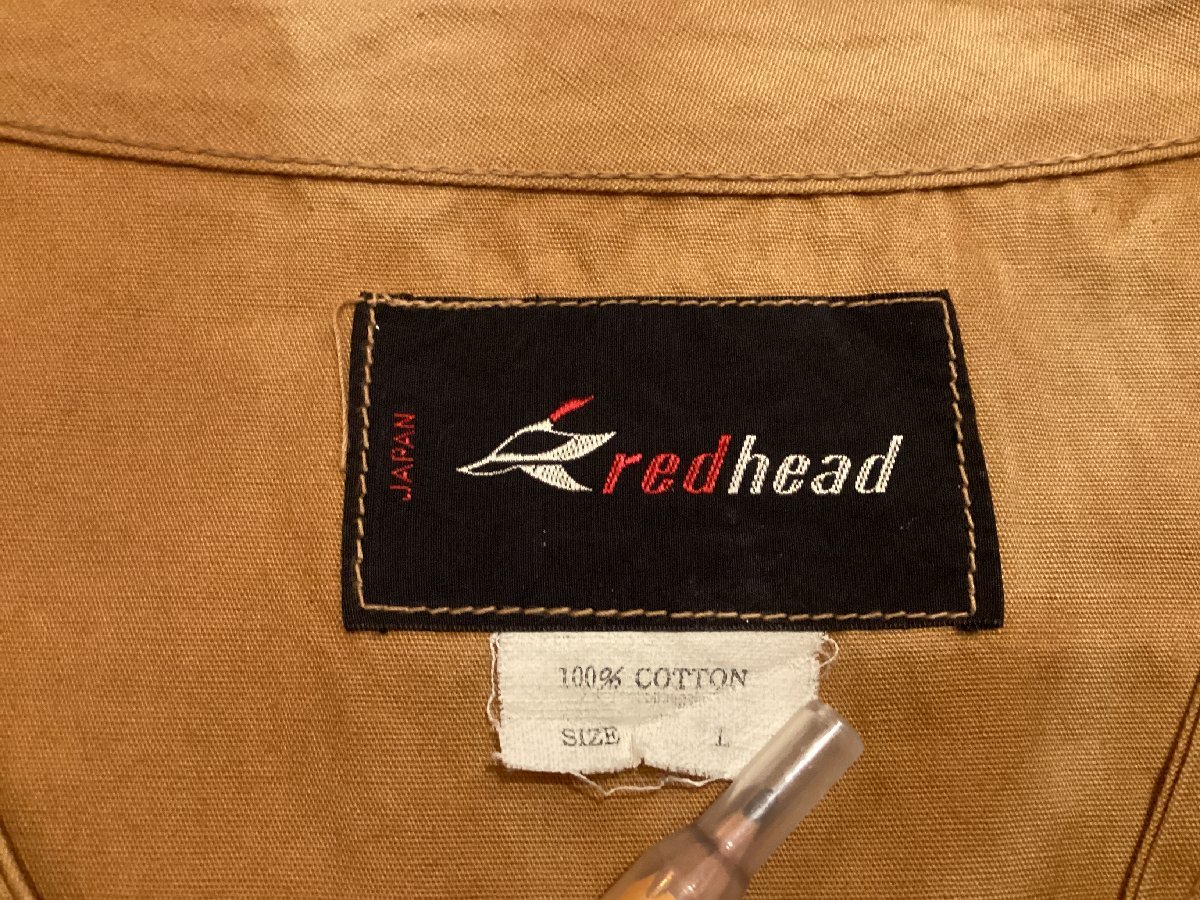 JAPAN
redhead
100% COTTON
SIZE L